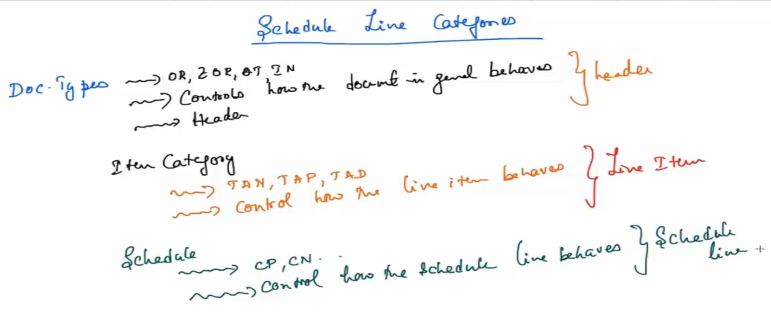 Schedule Line Categories
Doc. Types → OR, ZOR, QT, IN
→ Controls how the documt in genel behaves } header
→ Header
Item Category
→ TAN, TAP, TAD
→ Control how the line item behaves } Line Item
Schedule
→ CP, CN.
→ Control how the Schedule line behaves } Schedule line